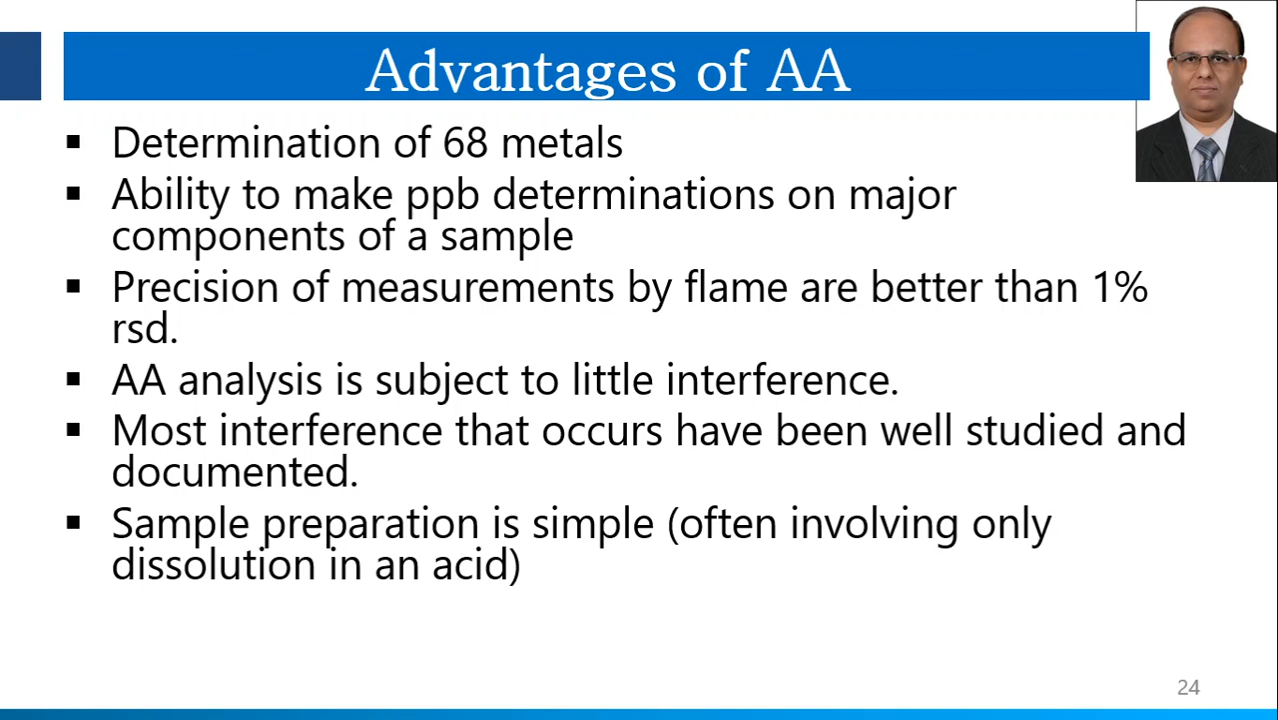 Advantages of AA
▪ Determination of 68 metals
▪ Ability to make ppb determinations on major
components of a sample
▪ Precision of measurements by flame are better than 1%
rsd.
▪ AA analysis is subject to little interference.
▪ Most interference that occurs have been well studied and
documented.
▪ Sample preparation is simple (often involving only
dissolution in an acid)
24